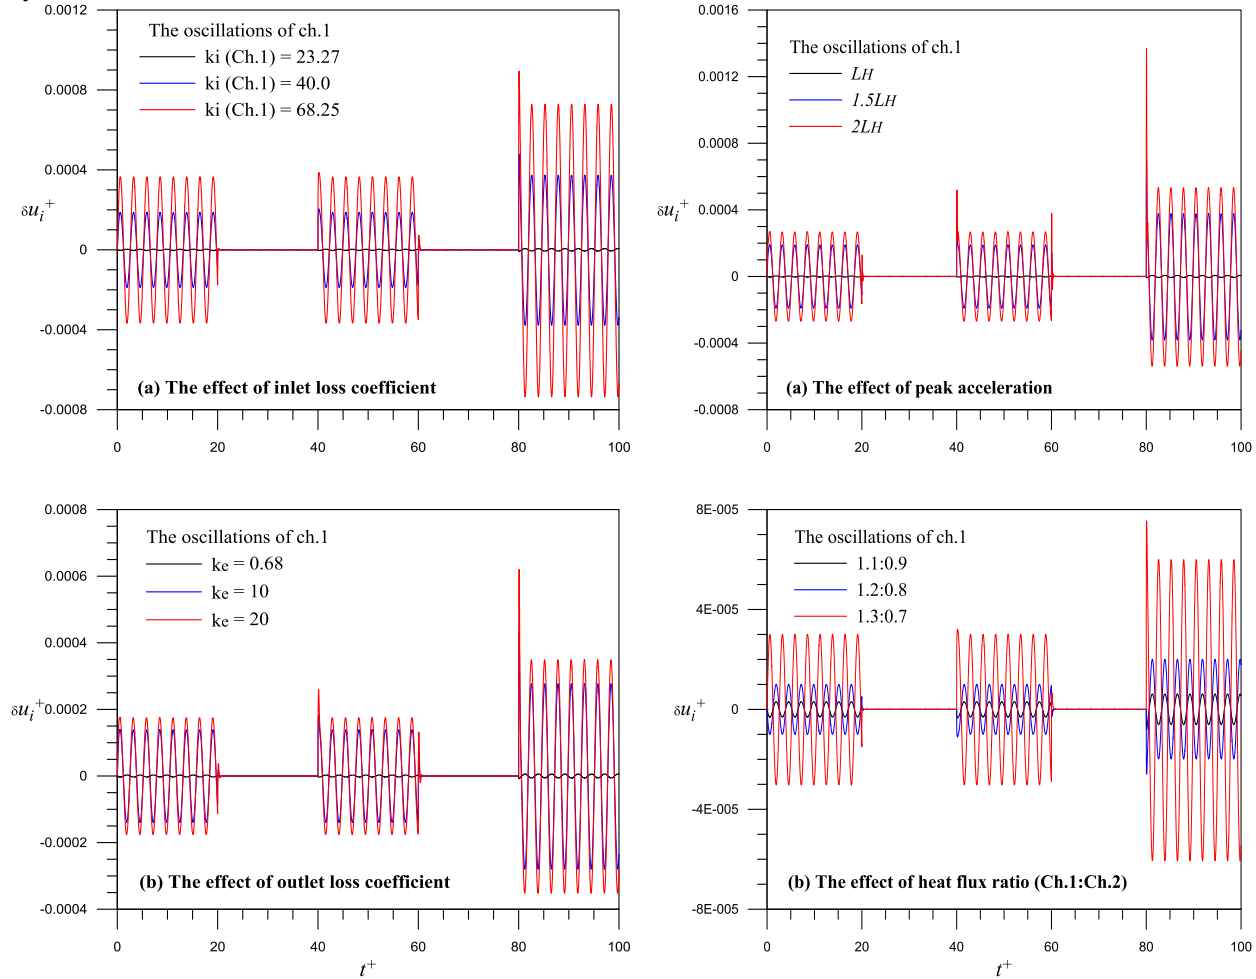 0.0012
0.0008
0.0004
0
-0.0004
-0.0008
δui+
The oscillations of ch.1
ki (Ch.1) = 23.27
ki (Ch.1) = 40.0
ki (Ch.1) = 68.25
(a) The effect of inlet loss coefficient
0 20 40 60 80 100
0.0016
0.0012
0.0008
0.0004
0
-0.0004
-0.0008
δui+
The oscillations of ch.1
LH
1.5LH
2LH
(a) The effect of peak acceleration
0 20 40 60 80 100
0.0008
0.0006
0.0004
0.0002
0
-0.0002
-0.0004
δui+
The oscillations of ch.1
ke = 0.68
ke = 10
ke = 20
(b) The effect of outlet loss coefficient
0 20 40 60 80 100
t+
8E-005
4E-005
0
-4E-005
-8E-005
δui+
The oscillations of ch.1
1.1:0.9
1.2:0.8
1.3:0.7
(b) The effect of heat flux ratio (Ch.1:Ch.2)
0 20 40 60 80 100
t+